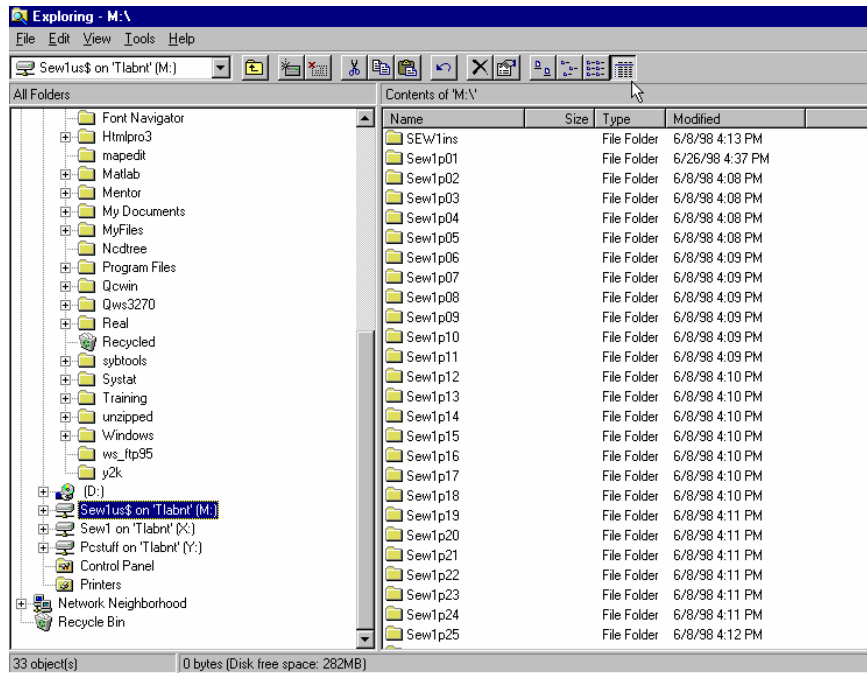 Exploring - M:\
File Edit View Tools Help
Sew1us$ on 'Tlabnt' (M:)
All Folders
Contents of 'M:\'
Font Navigator
Htmlpro3
mapedit
Matlab
Mentor
My Documents
MyFiles
Ncdtree
Program Files
Qcwin
Qws3270
Real
Recycled
sybtools
Systat
Training
unzipped
Windows
ws_ftp95
y2k
(D:)
Sew1us$ on 'Tlabnt' (M:)
Sew1 on 'Tlabnt' (X:)
Pcstuff on 'Tlabnt' (Y:)
Control Panel
Printers
Network Neighborhood
Recycle Bin
Name Size Type Modified
SEW1ins File Folder 6/8/98 4:13 PM
Sew1p01 File Folder 6/26/98 4:37 PM
Sew1p02 File Folder 6/8/98 4:08 PM
Sew1p03 File Folder 6/8/98 4:08 PM
Sew1p04 File Folder 6/8/98 4:08 PM
Sew1p05 File Folder 6/8/98 4:08 PM
Sew1p06 File Folder 6/8/98 4:09 PM
Sew1p07 File Folder 6/8/98 4:09 PM
Sew1p08 File Folder 6/8/98 4:09 PM
Sew1p09 File Folder 6/8/98 4:09 PM
Sew1p10 File Folder 6/8/98 4:09 PM
Sew1p11 File Folder 6/8/98 4:09 PM
Sew1p12 File Folder 6/8/98 4:10 PM
Sew1p13 File Folder 6/8/98 4:10 PM
Sew1p14 File Folder 6/8/98 4:10 PM
Sew1p15 File Folder 6/8/98 4:10 PM
Sew1p16 File Folder 6/8/98 4:10 PM
Sew1p17 File Folder 6/8/98 4:10 PM
Sew1p18 File Folder 6/8/98 4:10 PM
Sew1p19 File Folder 6/8/98 4:11 PM
Sew1p20 File Folder 6/8/98 4:11 PM
Sew1p21 File Folder 6/8/98 4:11 PM
Sew1p22 File Folder 6/8/98 4:11 PM
Sew1p23 File Folder 6/8/98 4:11 PM
Sew1p24 File Folder 6/8/98 4:11 PM
Sew1p25 File Folder 6/8/98 4:12 PM
33 object(s)
0 bytes (Disk free space: 282MB)